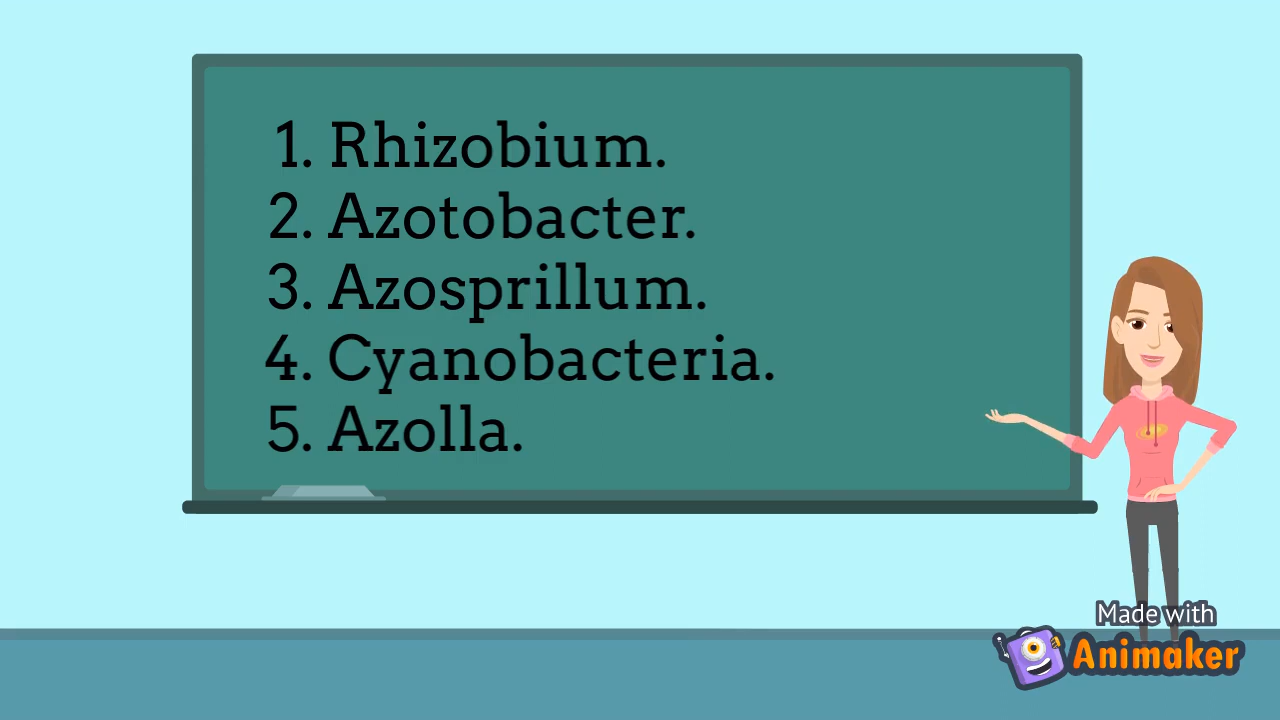 1. Rhizobium.
2. Azotobacter.
3. Azosprillum.
4. Cyanobacteria.
5. Azolla.
Made with
Animaker